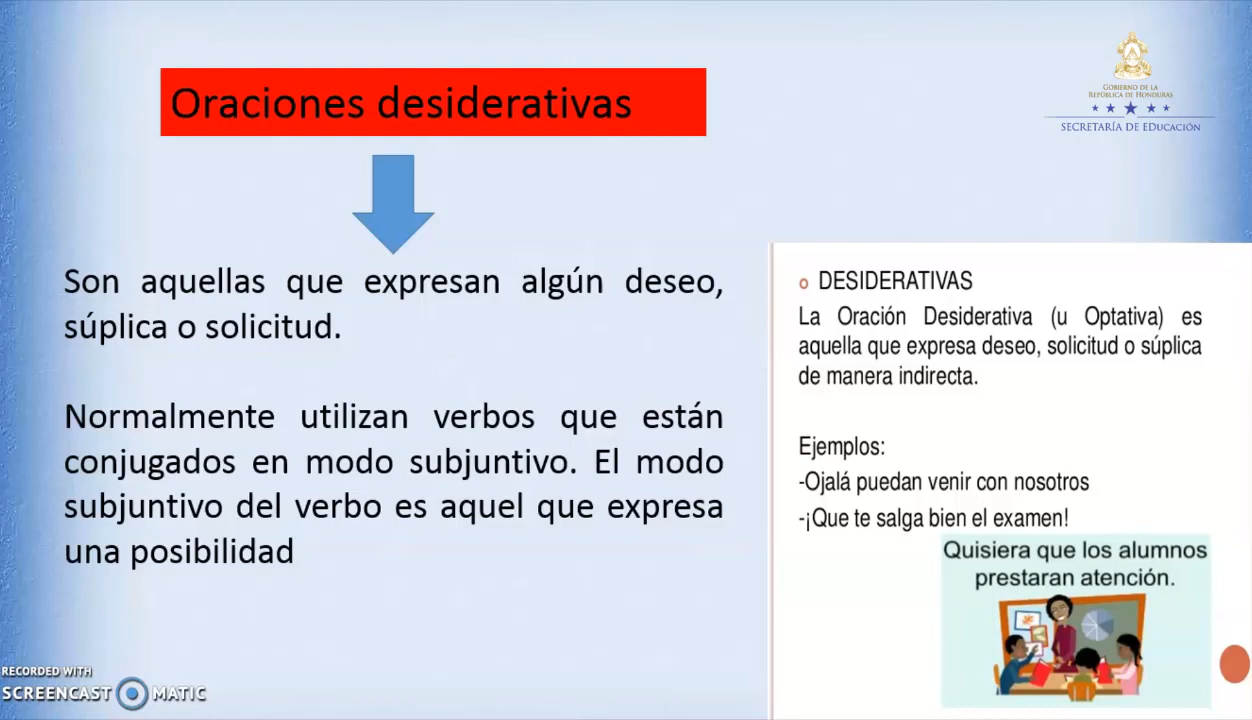 Oraciones desiderativas
GOBIERNO DE LA
REPÚBLICA DE HONDURAS
SECRETARÍA DE EDUCACIÓN
Son aquellas que expresan algún deseo,
súplica o solicitud.
Normalmente utilizan verbos que están
conjugados en modo subjuntivo. El modo
subjuntivo del verbo es aquel que expresa
una posibilidad
DESIDERATIVAS
La Oración Desiderativa (u Optativa) es
aquella que expresa deseo, solicitud o súplica
de manera indirecta.
Ejemplos:
-Ojalá puedan venir con nosotros
-¡Que te salga bien el examen!
Quisiera que los alumnos
prestaran atención.
RECORDED WITH
SCREENCAST MATIC